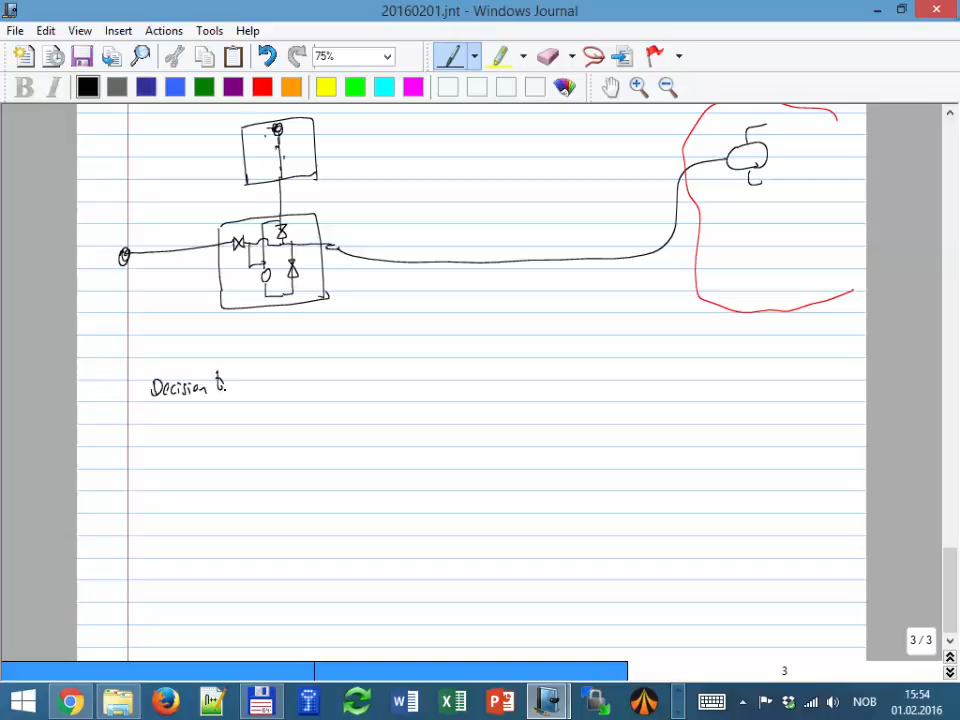 20160201.jnt - Windows Journal
File Edit View Insert Actions Tools Help
75%
B I
Decision to
3 / 3
3
NOB
15:54
01.02.2016